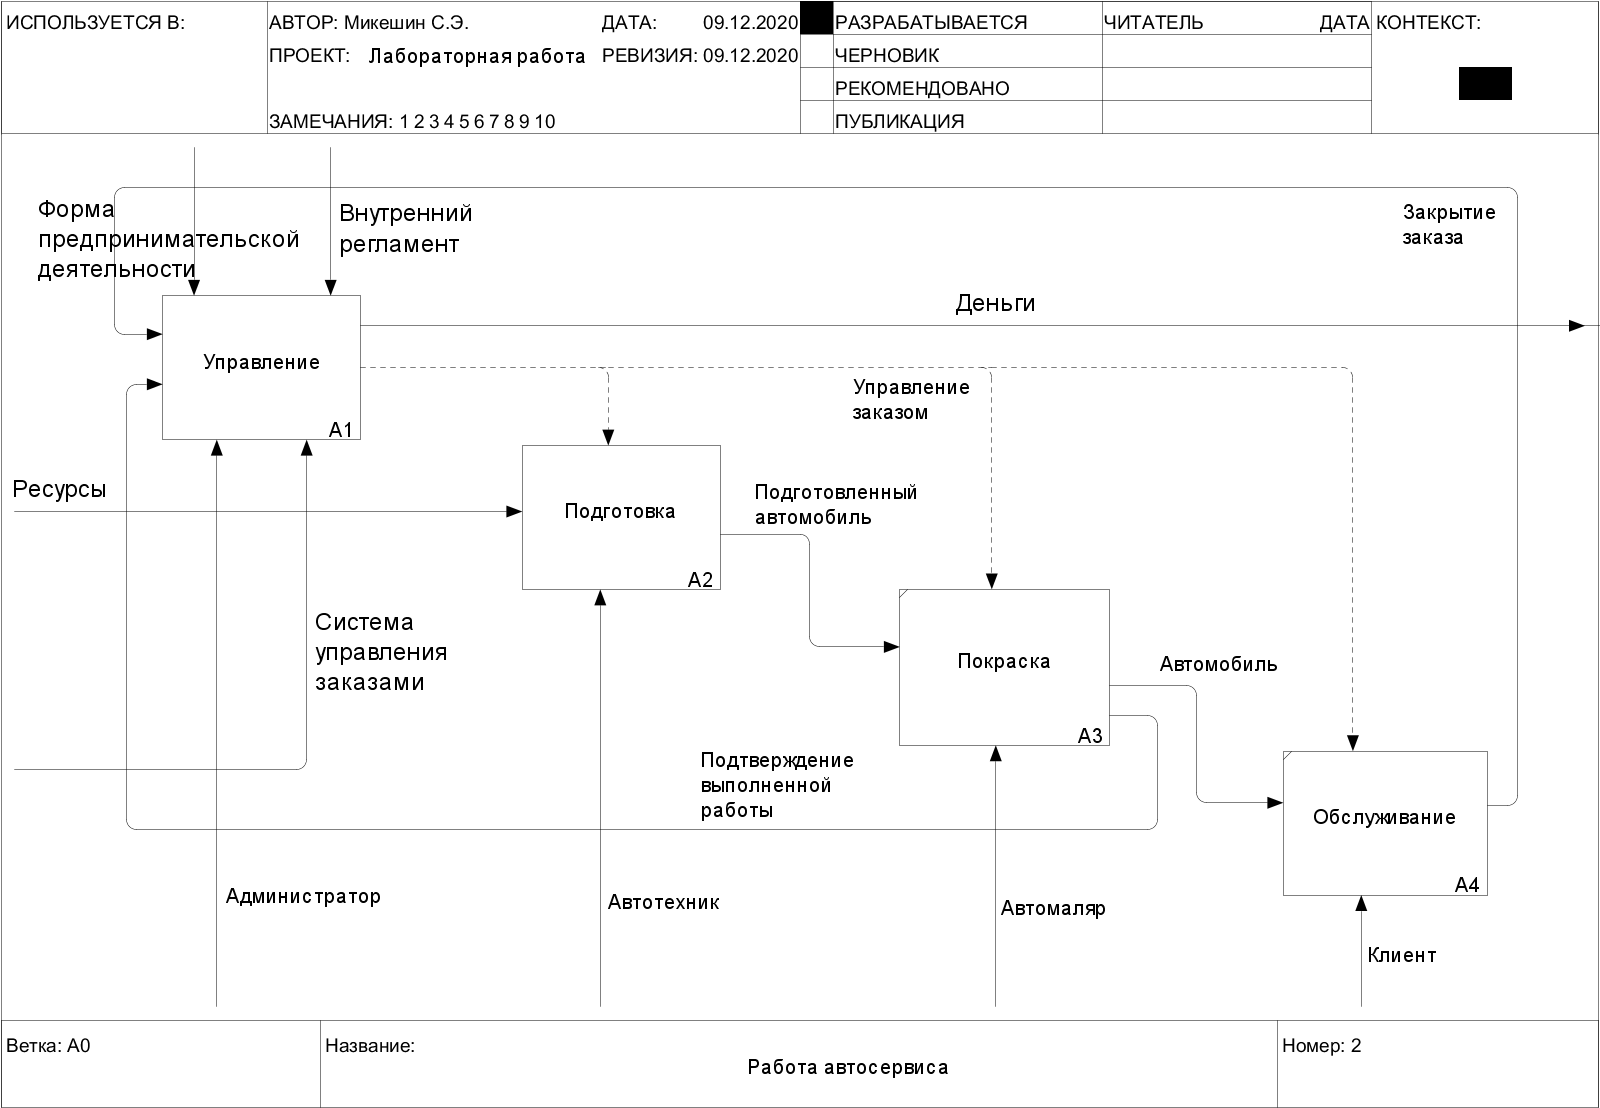 ИСПОЛЬЗУЕТСЯ В:
АВТОР: Микешин С.Э.
ДАТА: 09.12.2020
РАЗРАБАТЫВАЕТСЯ
ЧИТАТЕЛЬ
ДАТА
КОНТЕКСТ:
ПРОЕКТ: Лабораторная работа
РЕВИЗИЯ: 09.12.2020
ЧЕРНОВИК
РЕКОМЕНДОВАНО
ЗАМЕЧАНИЯ: 1 2 3 4 5 6 7 8 9 10
ПУБЛИКАЦИЯ
Форма
предпринимательской
деятельности
Внутренний
регламент
Закрытие
заказа
Деньги
Управление
A1
Управление
заказом
Ресурсы
Подготовка
A2
Подготовленный
автомобиль
Система
управления
заказами
Покраска
A3
Автомобиль
Подтверждение
выполненной
работы
Обслуживание
A4
Администратор
Автотехник
Автомаляр
Клиент
Ветка: A0
Название:
Работа автосервиса
Номер: 2